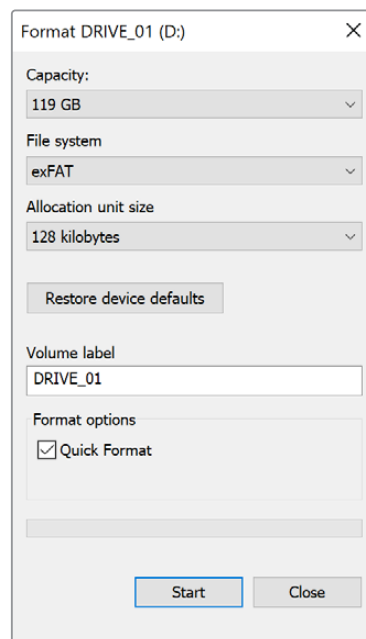 Format DRIVE_01 (D:)
Capacity:
119 GB
File system
exFAT
Allocation unit size
128 kilobytes
Restore device defaults
Volume label
DRIVE_01
Format options
Quick Format
Start Close